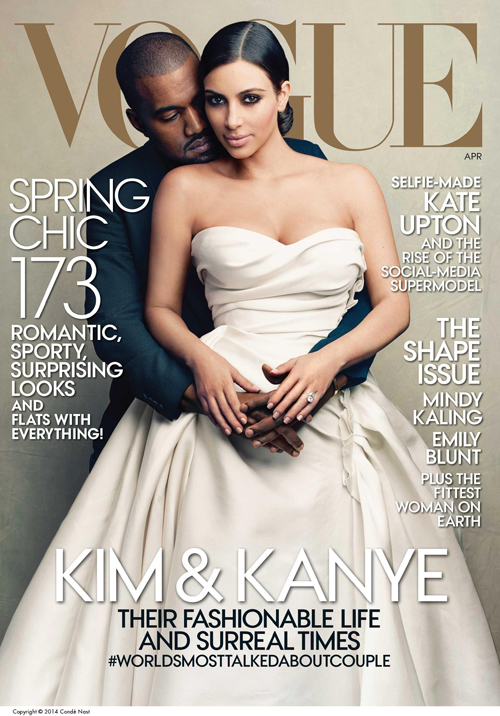 VOGUE
APR
SPRING
CHIC
173
ROMANTIC,
SPORTY,
SURPRISING
LOOKS
AND
FLATS WITH
EVERYTHING!
SELFIE-MADE
KATE
UPTON
AND THE
RISE OF THE
SOCIAL-MEDIA
SUPERMODEL
THE
SHAPE
ISSUE
MINDY
KALING
EMILY
BLUNT
PLUS THE
FITTEST
WOMAN ON
EARTH
KIM & KANYE
THEIR FASHIONABLE LIFE
AND SURREAL TIMES
#WORLDSMOSTTALKEDABOUTCOUPLE
Copyright © 2014 Condé Nast